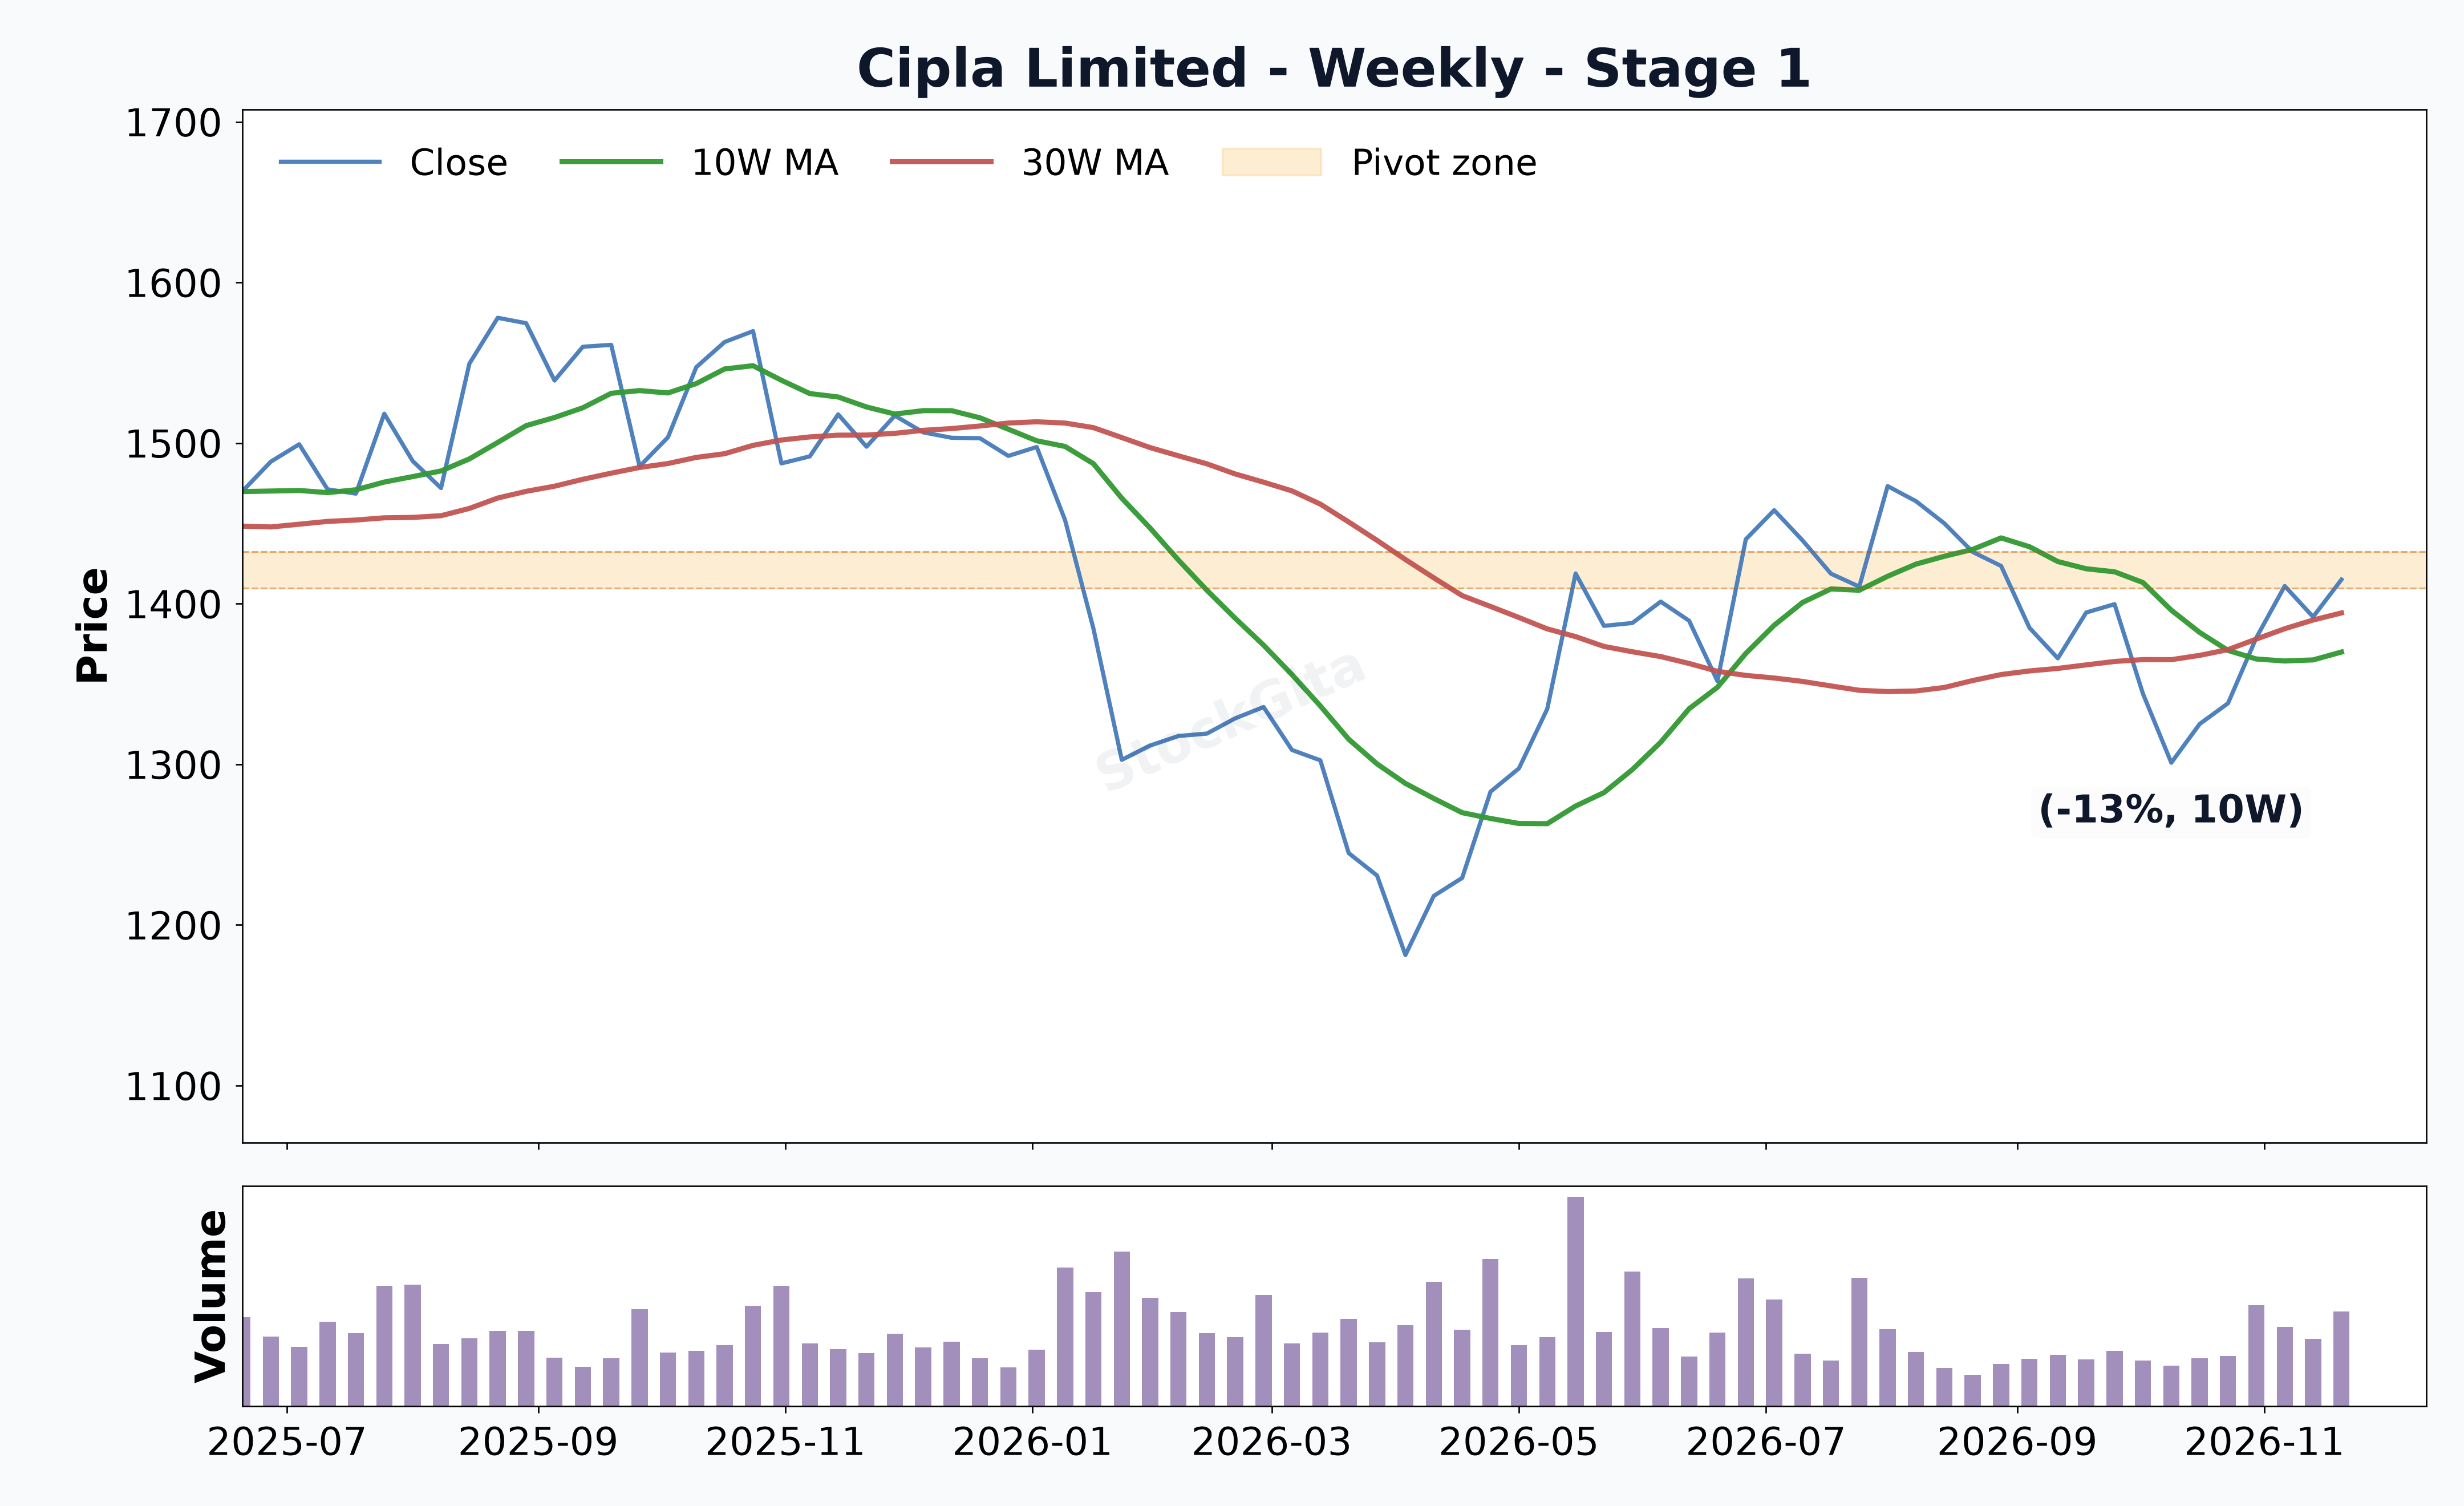 Cipla Limited - Weekly - Stage 1
Close 10W MA 30W MA Pivot zone
1700
1600
1500
1400
1300
1200
1100
Price
StockGita
(-13%, 10W)
Volume
2025-07 2025-09 2025-11 2026-01 2026-03 2026-05 2026-07 2026-09 2026-11